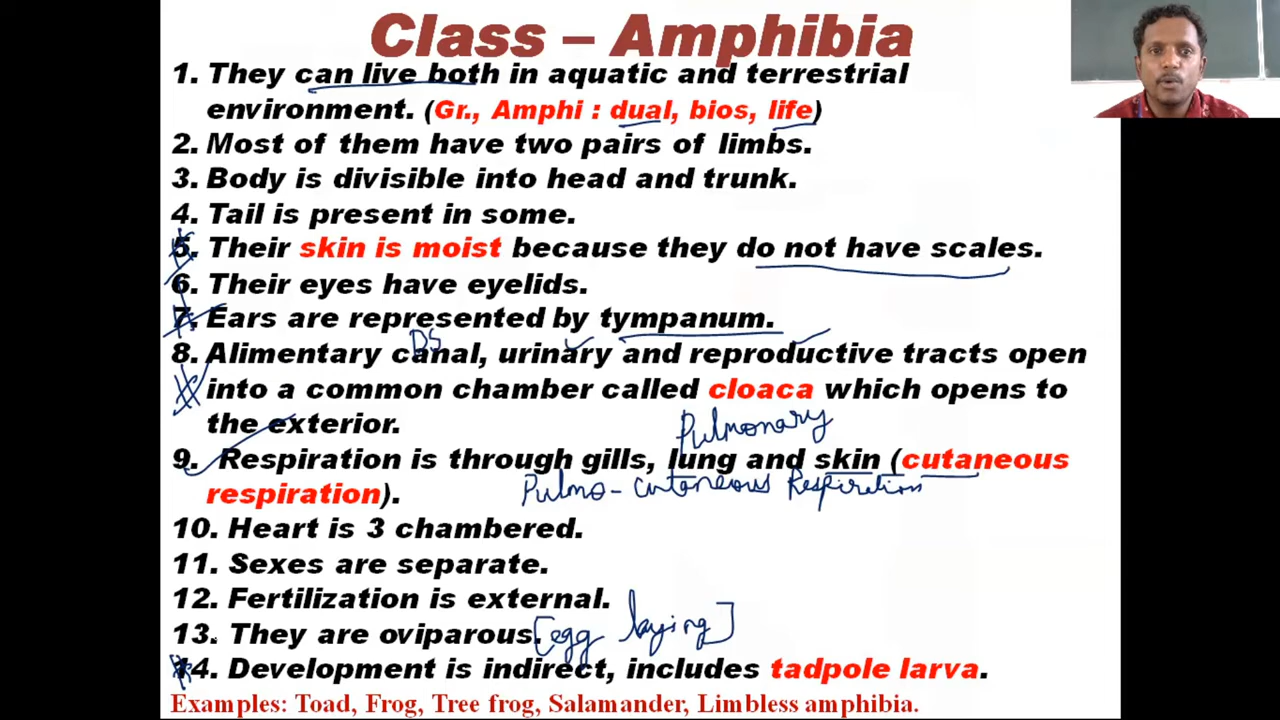 Class – Amphibia
1. They can live both in aquatic and terrestrial
environment. (Gr., Amphi : dual, bios, life)
2. Most of them have two pairs of limbs.
3. Body is divisible into head and trunk.
4. Tail is present in some.
5. Their skin is moist because they do not have scales.
6. Their eyes have eyelids.
7. Ears are represented by tympanum.
DS
8. Alimentary canal, urinary and reproductive tracts open
into a common chamber called cloaca which opens to
the exterior.
Pulmonary
9. Respiration is through gills, lung and skin (cutaneous
respiration).
Pulmo - cutaneous Respiration
10. Heart is 3 chambered.
11. Sexes are separate.
12. Fertilization is external.
13. They are oviparous. [egg laying]
14. Development is indirect, includes tadpole larva.
Examples: Toad, Frog, Tree frog, Salamander, Limbless amphibia.